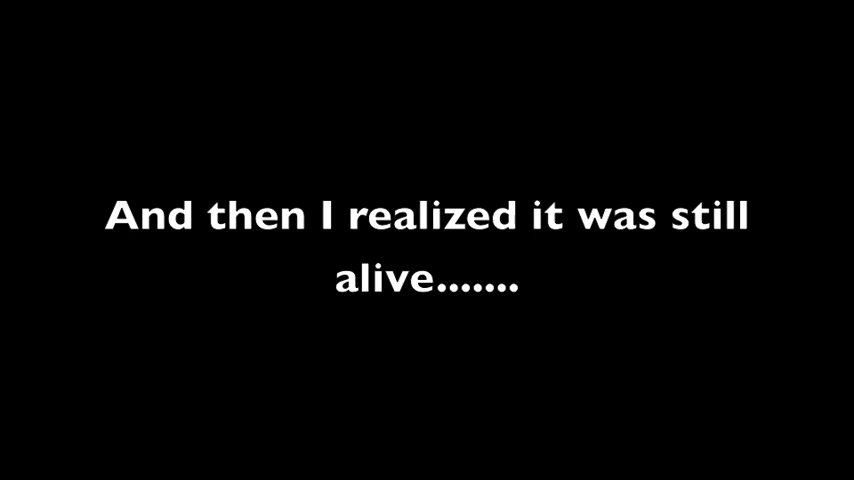 And then I realized it was still
alive.......